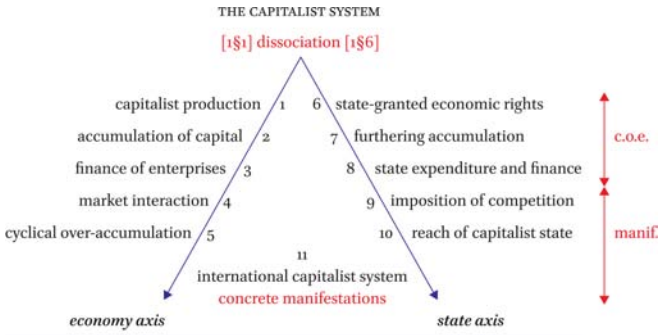 THE CAPITALIST SYSTEM
[1§1] dissociation [1§6]
capitalist production 1 6 state-granted economic rights
accumulation of capital 2 7 furthering accumulation
c.o.e.
finance of enterprises 3 8 state expenditure and finance
market interaction 4 9 imposition of competition
cyclical over-accumulation 5 10 reach of capitalist state
manif.
11
international capitalist system
concrete manifestations
economy axis state axis